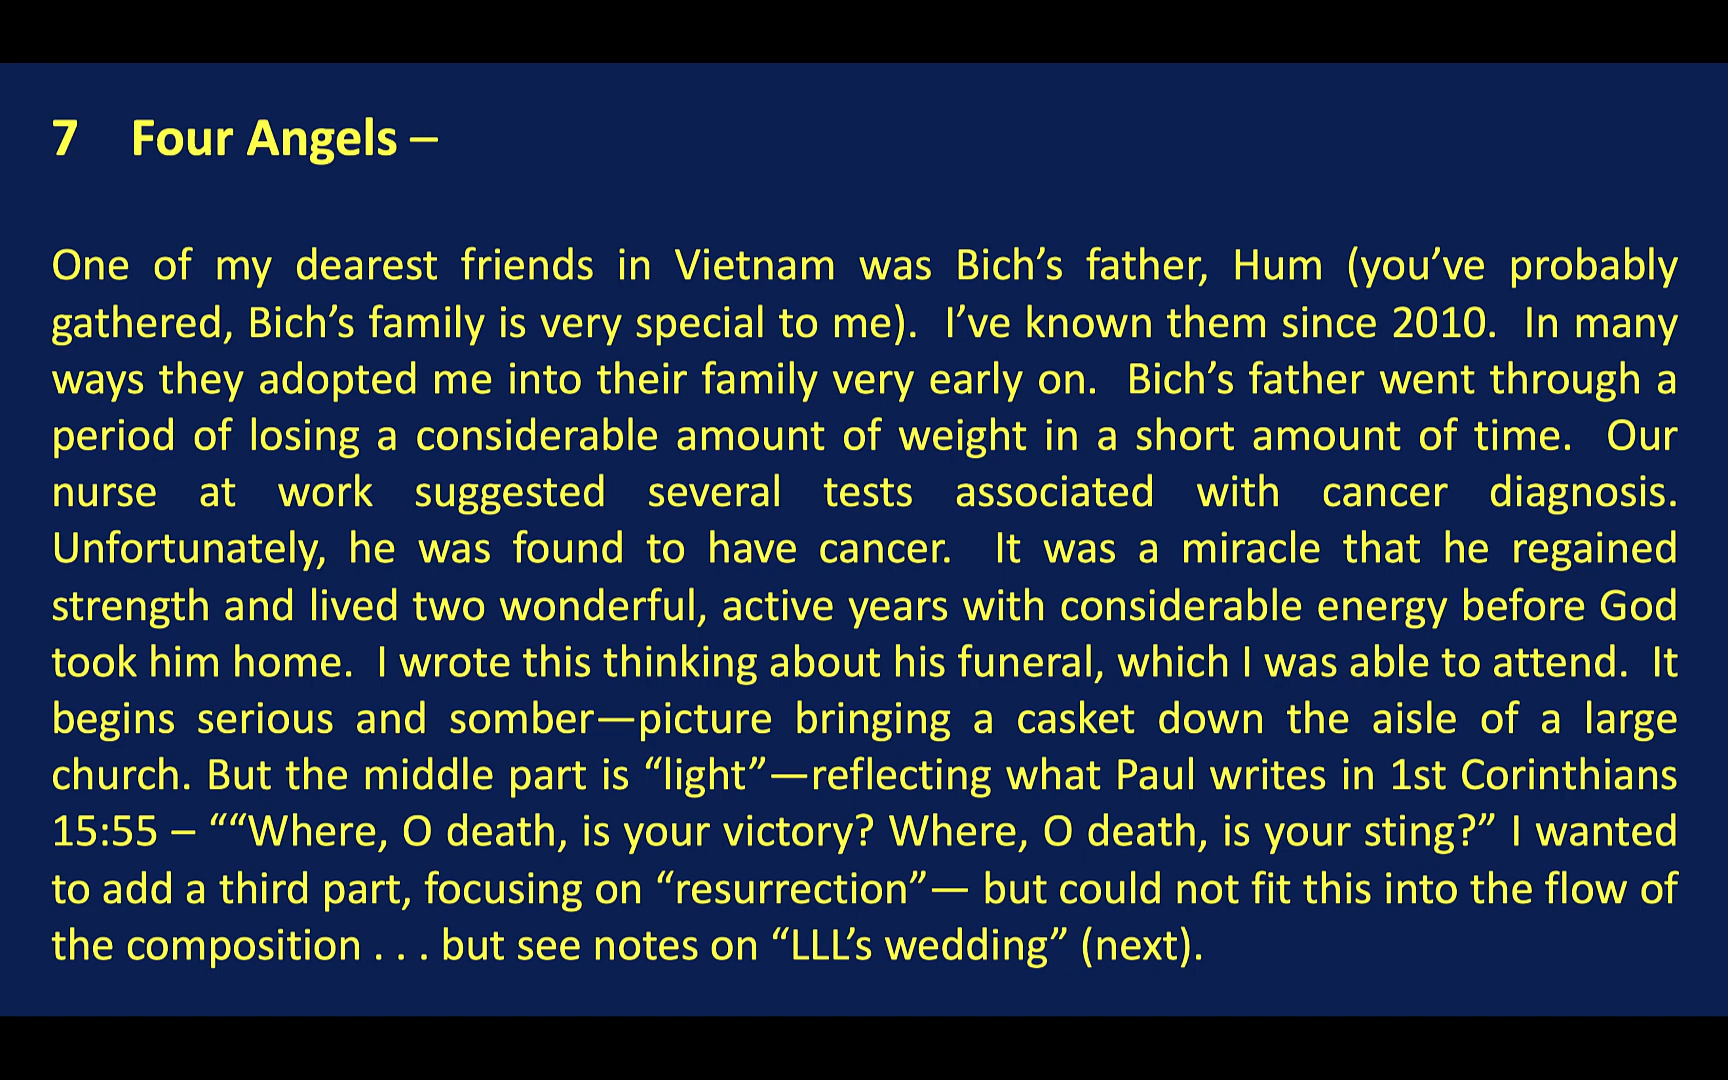 7 Four Angels –
One of my dearest friends in Vietnam was Bich’s father, Hum (you’ve probably
gathered, Bich’s family is very special to me). I’ve known them since 2010. In many
ways they adopted me into their family very early on. Bich’s father went through a
period of losing a considerable amount of weight in a short amount of time. Our
nurse at work suggested several tests associated with cancer diagnosis.
Unfortunately, he was found to have cancer. It was a miracle that he regained
strength and lived two wonderful, active years with considerable energy before God
took him home. I wrote this thinking about his funeral, which I was able to attend. It
begins serious and somber—picture bringing a casket down the aisle of a large
church. But the middle part is “light”—reflecting what Paul writes in 1st Corinthians
15:55 – ““Where, O death, is your victory? Where, O death, is your sting?” I wanted
to add a third part, focusing on “resurrection”— but could not fit this into the flow of
the composition . . . but see notes on “LLL’s wedding” (next).